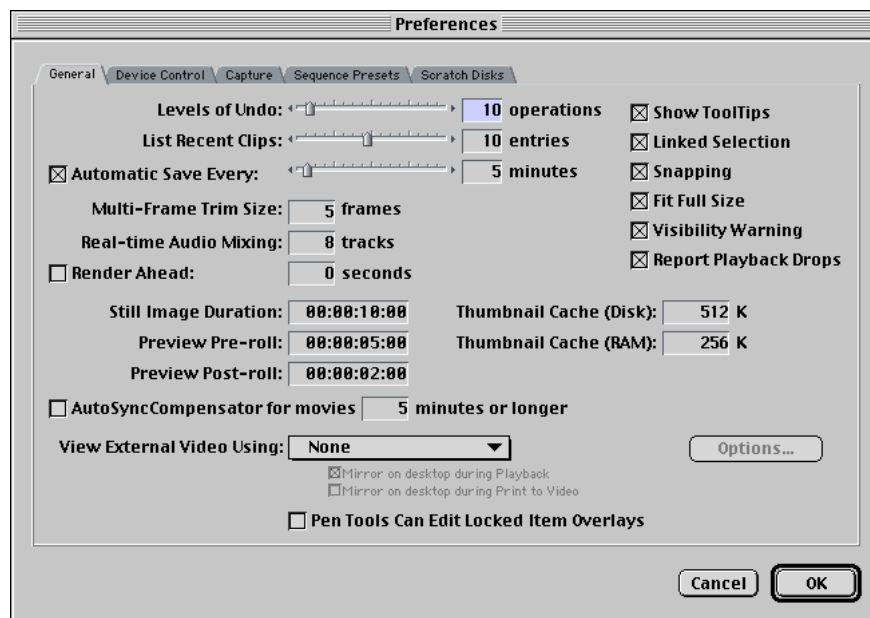 Preferences
General Device Control Capture Sequence Presets Scratch Disks
Levels of Undo: 10 operations
List Recent Clips: 10 entries
Automatic Save Every: 5 minutes
Multi-Frame Trim Size: 5 frames
Real-time Audio Mixing: 8 tracks
Render Ahead: 0 seconds
Show ToolTips
Linked Selection
Snapping
Fit Full Size
Visibility Warning
Report Playback Drops
Still Image Duration: 00:00:10:00
Preview Pre-roll: 00:00:05:00
Preview Post-roll: 00:00:02:00
Thumbnail Cache (Disk): 512 K
Thumbnail Cache (RAM): 256 K
AutoSyncCompensator for movies 5 minutes or longer
View External Video Using: None Options...
Mirror on desktop during Playback
Mirror on desktop during Print to Video
Pen Tools Can Edit Locked Item Overlays
Cancel OK